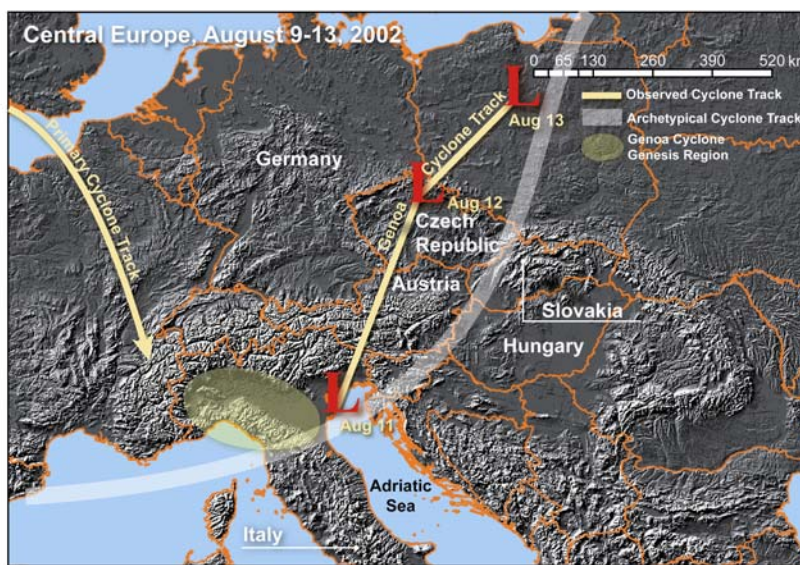 Central Europe, August 9-13, 2002
0 65 130 260 390 520 km
Observed Cyclone Track
Archetypical Cyclone Track
Genoa Cyclone
Genesis Region
Primary Cyclone Track
Germany
Genoa Cyclone Track
L
Aug 13
L
Aug 12
Czech
Republic
Austria
Slovakia
Hungary
L
Aug 11
Adriatic
Sea
Italy